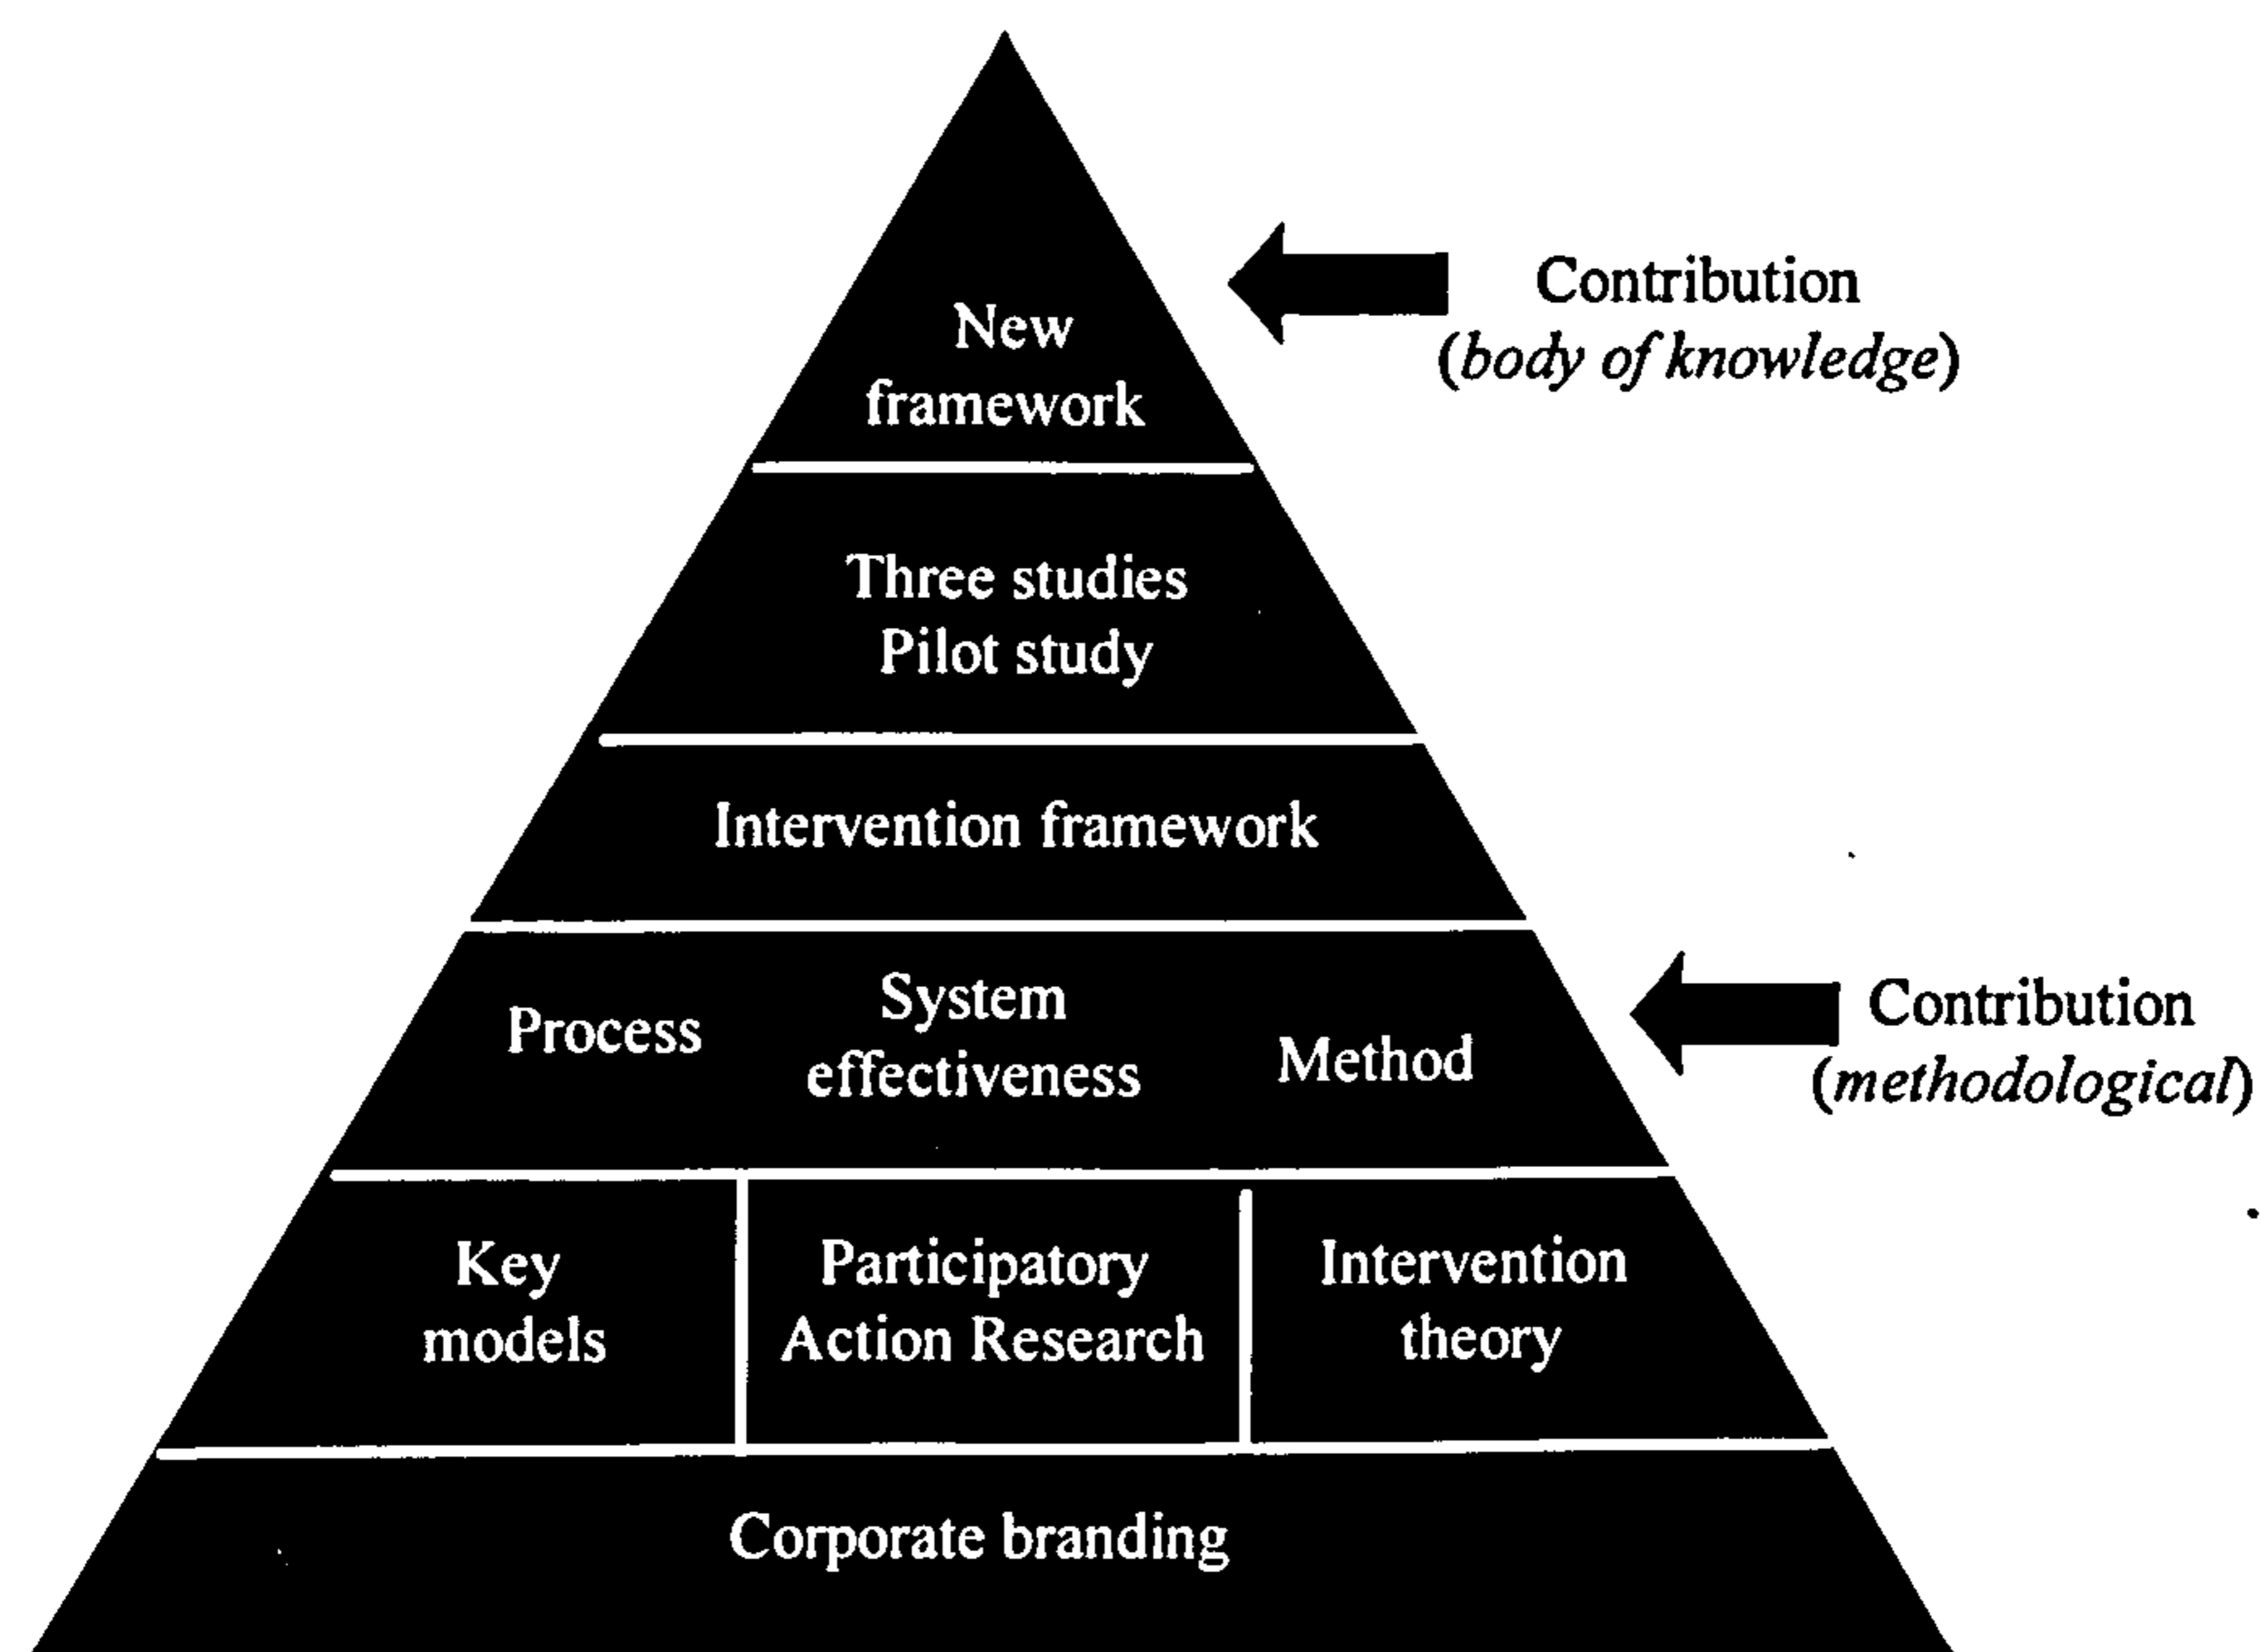 New
framework
Contribution
(body of knowledge)
Three studies
Pilot study
Intervention framework
Process
System
effectiveness
Method
Contribution
(methodological)
Key
models
Participatory
Action Research
Intervention
theory
Corporate branding